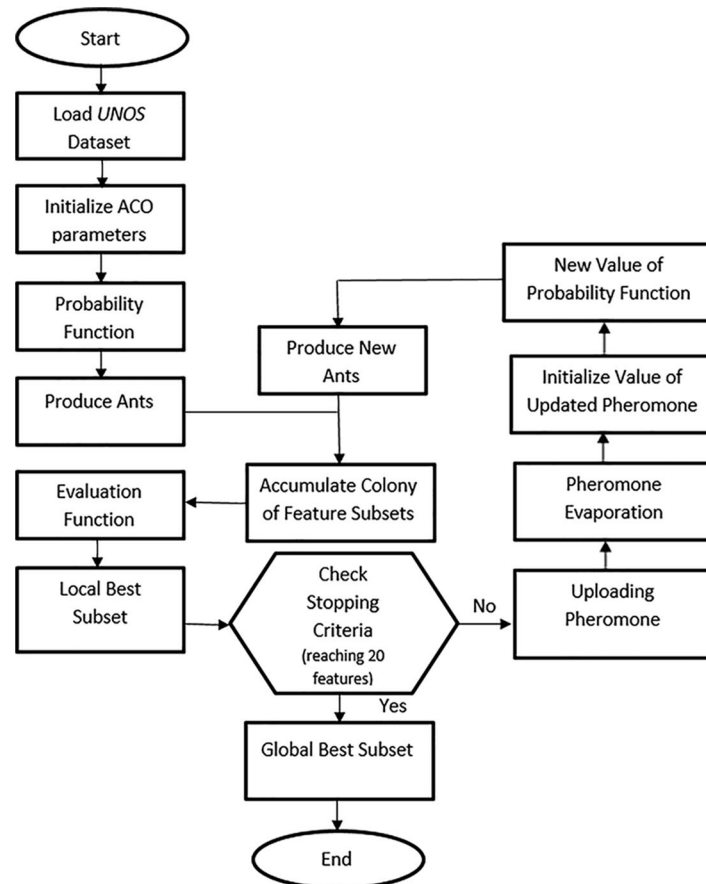 Start
Load UNOS
Dataset
Initialize ACO
parameters
Probability
Function
Produce Ants
Produce New
Ants
Accumulate Colony
of Feature Subsets
Evaluation
Function
Local Best
Subset
Check
Stopping
Criteria
(reaching 20
features)
No
Uploading
Pheromone
Pheromone
Evaporation
Initialize Value of
Updated Pheromone
New Value of
Probability Function
Yes
Global Best Subset
End